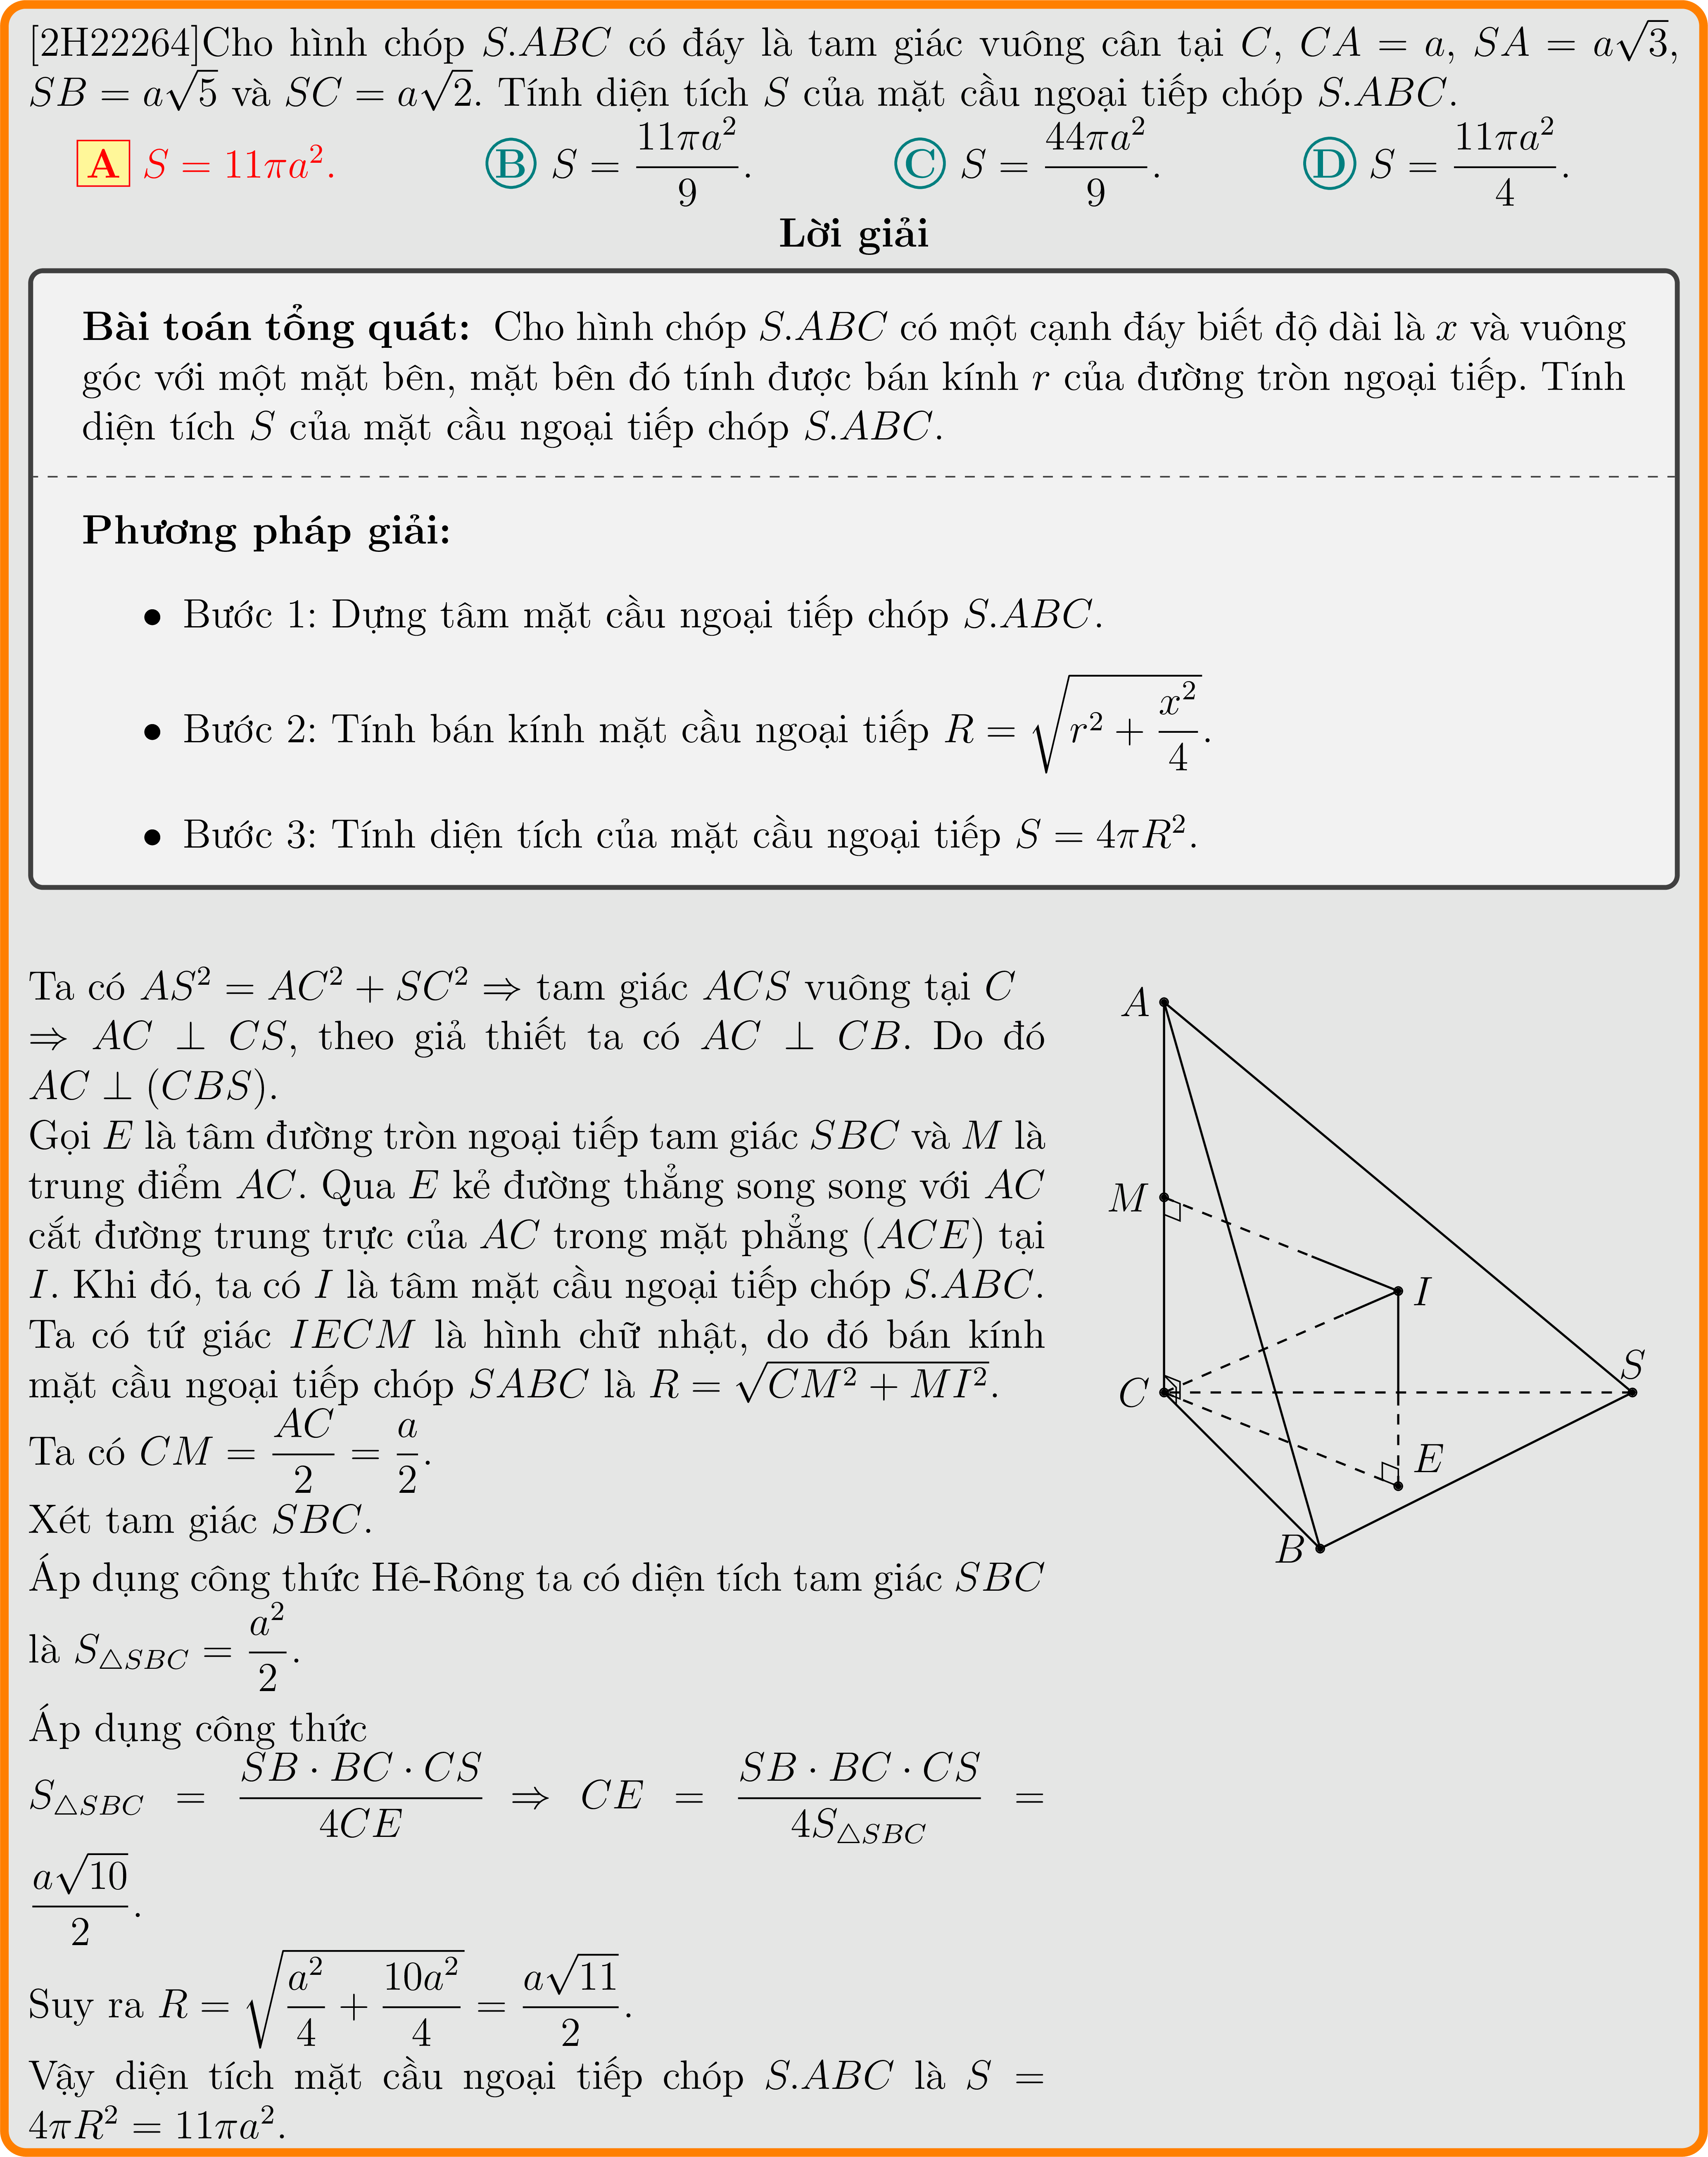 [2H22264]Cho hình chóp $S.ABC$ có đáy là tam giác vuông cân tại $C$, $CA = a$, $SA = a\sqrt{3}$,
$SB = a\sqrt{5}$ và $SC = a\sqrt{2}$. Tính diện tích $S$ của mặt cầu ngoại tiếp chóp $S.ABC$.
A $S = 11\pi a^2$. B $S = \dfrac{11\pi a^2}{9}$. C $S = \dfrac{44\pi a^2}{9}$. D $S = \dfrac{11\pi a^2}{4}$.
Lời giải
Bài toán tổng quát: Cho hình chóp $S.ABC$ có một cạnh đáy biết độ dài là $x$ và vuông
góc với một mặt bên, mặt bên đó tính được bán kính $r$ của đường tròn ngoại tiếp. Tính
diện tích $S$ của mặt cầu ngoại tiếp chóp $S.ABC$.
Phương pháp giải:
• Bước 1: Dựng tâm mặt cầu ngoại tiếp chóp $S.ABC$.
• Bước 2: Tính bán kính mặt cầu ngoại tiếp $R = \sqrt{r^2 + \dfrac{x^2}{4}}$.
• Bước 3: Tính diện tích của mặt cầu ngoại tiếp $S = 4\pi R^2$.
Ta có $AS^2 = AC^2 + SC^2 \Rightarrow$ tam giác $ACS$ vuông tại $C$
$\Rightarrow AC \perp CS$, theo giả thiết ta có $AC \perp CB$. Do đó
$AC \perp (CBS)$.
Gọi $E$ là tâm đường tròn ngoại tiếp tam giác $SBC$ và $M$ là
trung điểm $AC$. Qua $E$ kẻ đường thẳng song song với $AC$
cắt đường trung trực của $AC$ trong mặt phẳng $(ACE)$ tại
$I$. Khi đó, ta có $I$ là tâm mặt cầu ngoại tiếp chóp $S.ABC$.
Ta có tứ giác $IECM$ là hình chữ nhật, do đó bán kính
mặt cầu ngoại tiếp chóp $SABC$ là $R = \sqrt{CM^2 + MI^2}$.
Ta có $CM = \dfrac{AC}{2} = \dfrac{a}{2}$.
Xét tam giác $SBC$.
Áp dụng công thức Hê-Rông ta có diện tích tam giác $SBC$
là $S_{\triangle SBC} = \dfrac{a^2}{2}$.
Áp dụng công thức
$S_{\triangle SBC} = \dfrac{SB \cdot BC \cdot CS}{4CE} \Rightarrow CE = \dfrac{SB \cdot BC \cdot CS}{4S_{\triangle SBC}} =$
$\dfrac{a\sqrt{10}}{2}$.
Suy ra $R = \sqrt{\dfrac{a^2}{4} + \dfrac{10a^2}{4}} = \dfrac{a\sqrt{11}}{2}$.
Vậy diện tích mặt cầu ngoại tiếp chóp $S.ABC$ là $S =$
$4\pi R^2 = 11\pi a^2$.
A
M
I
S
C
E
B